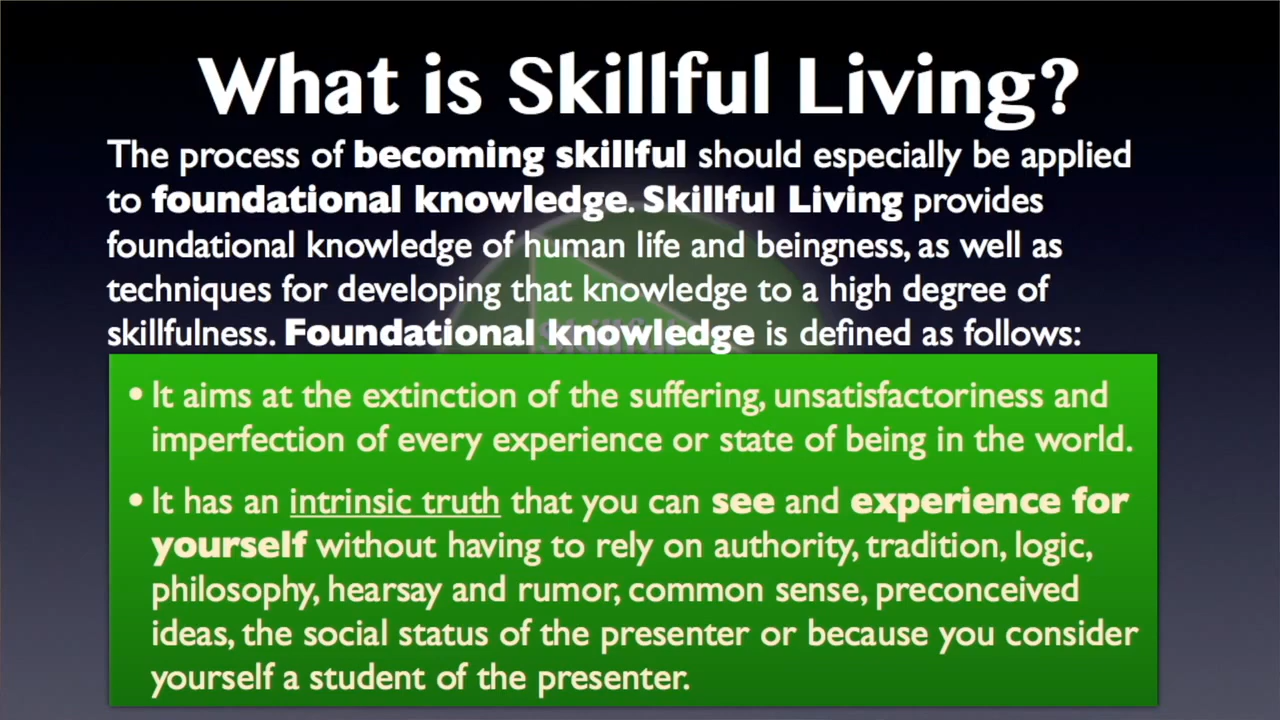 What is Skillful Living?
The process of becoming skillful should especially be applied
to foundational knowledge. Skillful Living provides
foundational knowledge of human life and beingness, as well as
techniques for developing that knowledge to a high degree of
skillfulness. Foundational knowledge is defined as follows:
• It aims at the extinction of the suffering, unsatisfactoriness and
imperfection of every experience or state of being in the world.
• It has an intrinsic truth that you can see and experience for
yourself without having to rely on authority, tradition, logic,
philosophy, hearsay and rumor, common sense, preconceived
ideas, the social status of the presenter or because you consider
yourself a student of the presenter.
Skillful